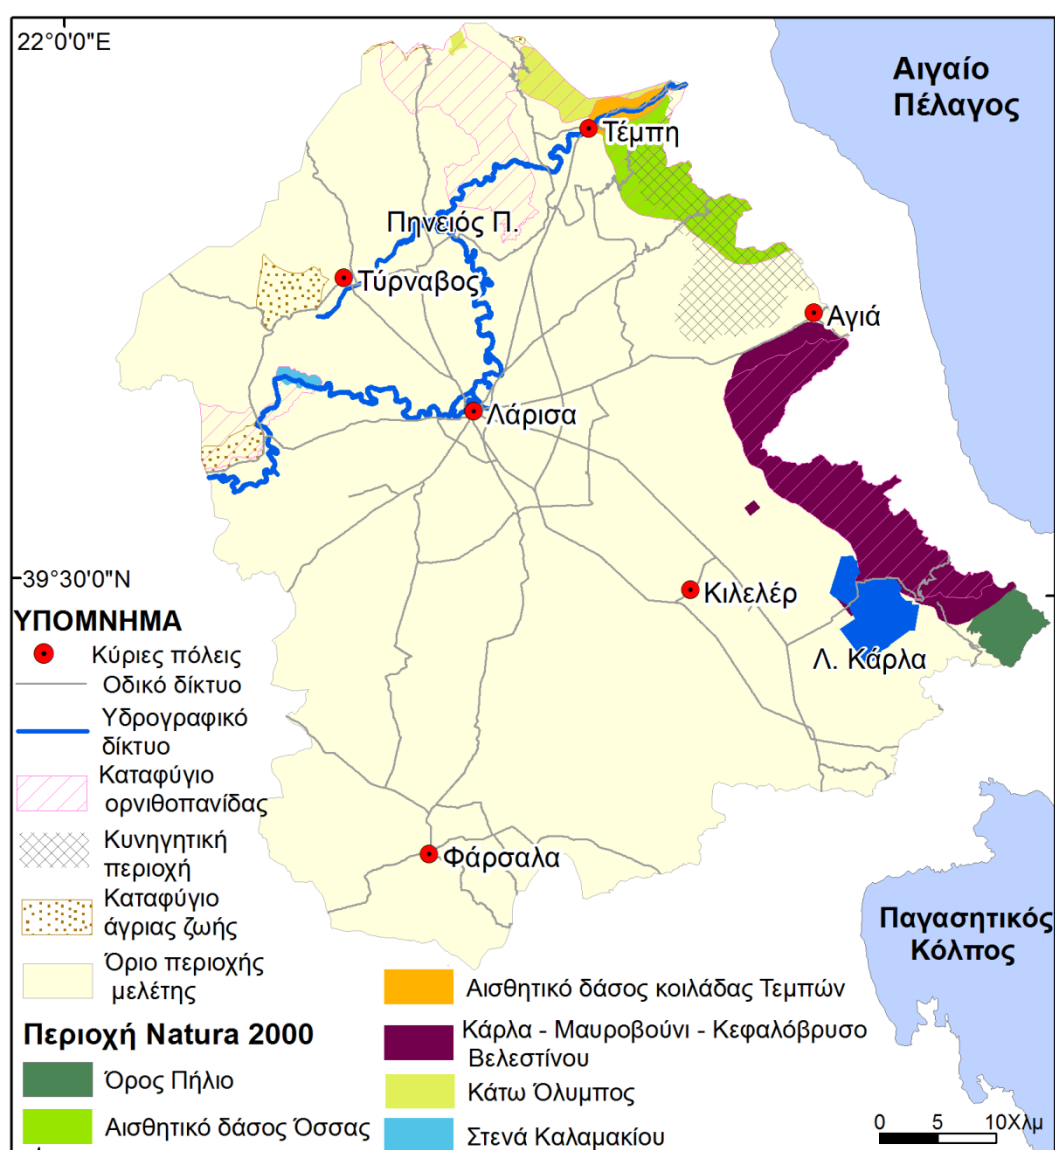 22°0'0"E
Αιγαίο
Πέλαγος
Τέμπη
Πηνειός Π.
Τύρναβος
Αγιά
Λάρισα
39°30'0"N
Κιλελέρ
Λ. Κάρλα
ΥΠΟΜΝΗΜΑ
Κύριες πόλεις
Οδικό δίκτυο
Υδρογραφικό
δίκτυο
Καταφύγιο
ορνιθοπανίδας
Κυνηγητική
περιοχή
Καταφύγιο
άγριας ζωής
Όριο περιοχής
μελέτης
Φάρσαλα
Παγασητικός
Κόλπος
Περιοχή Natura 2000
Όρος Πήλιο
Αισθητικό δάσος Όσσας
Αισθητικό δάσος κοιλάδας Τεμπών
Κάρλα - Μαυροβούνι - Κεφαλόβρυσο
Βελεστίνου
Κάτω Όλυμπος
Στενά Καλαμακίου
0 5 10Χλμ